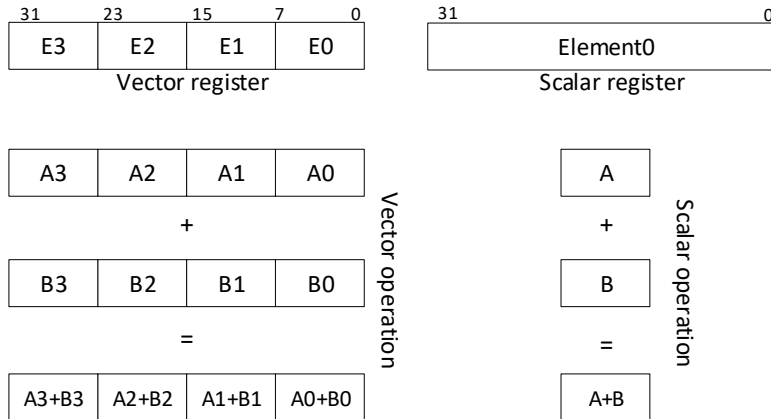 31 23 15 7 0
E3 E2 E1 E0
Vector register
31 0
Element0
Scalar register
A3 A2 A1 A0
+
B3 B2 B1 B0
=
A3+B3 A2+B2 A1+B1 A0+B0
Vector operation
A
+
B
=
A+B
Scalar operation